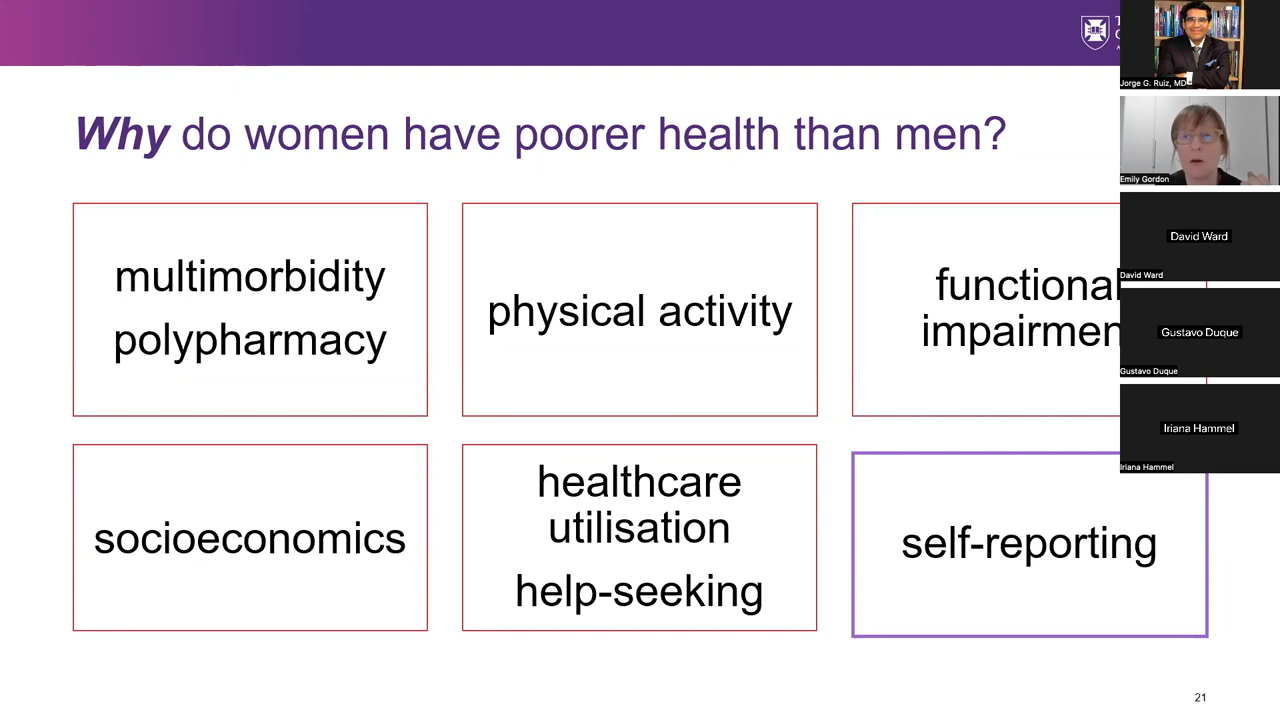 Why do women have poorer health than men?
multimorbidity
polypharmacy
physical activity
functional
impairmen
socioeconomics
healthcare
utilisation
help-seeking
self-reporting
21
Jorge G. Ruiz, MD
Emily Gordon
David Ward
David Ward
Gustavo Duque
Gustavo Duque
Iriana Hammel
Iriana Hammel